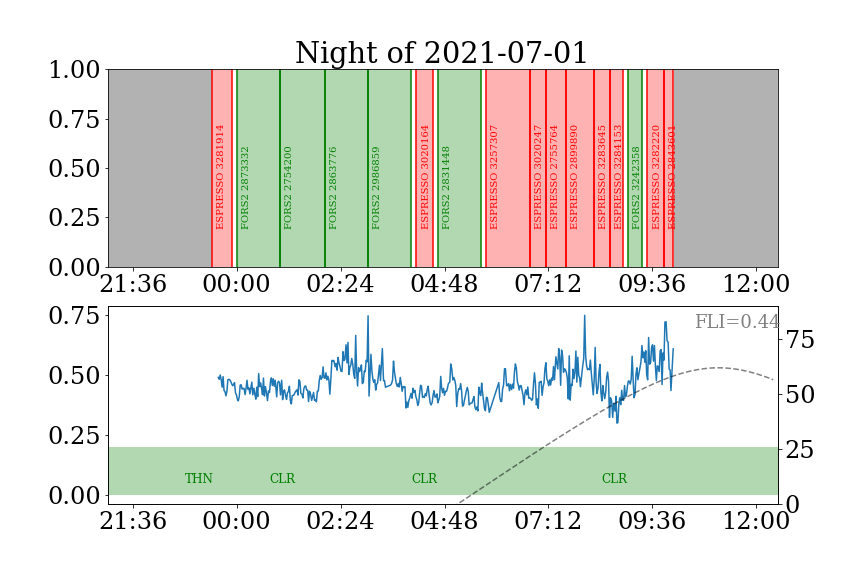 Night of 2021-07-01
1.00
0.75
0.50
0.25
0.00
ESPRESSO 3281914
FORS2 2873332
FORS2 2754200
FORS2 2863776
FORS2 2986859
ESPRESSO 3020164
FORS2 2831448
ESPRESSO 3257307
ESPRESSO 3020247
ESPRESSO 2755764
ESPRESSO 2899890
ESPRESSO 3283645
ESPRESSO 3284153
FORS2 3242358
ESPRESSO 3282220
ESPRESSO 2843601
21:36 00:00 02:24 04:48 07:12 09:36 12:00
FLI=0.44
0.75
0.50
0.25
0.00
75
50
25
0
THN CLR CLR CLR
21:36 00:00 02:24 04:48 07:12 09:36 12:00